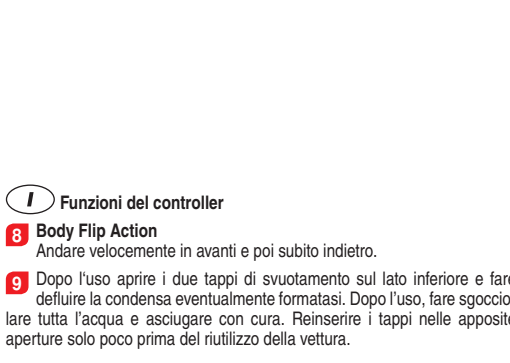 I Funzioni del controller
8 Body Flip Action
Andare velocemente in avanti e poi subito indietro.
9 Dopo l‘uso aprire i due tappi di svuotamento sul lato inferiore e fare
defluire la condensa eventualmente formatasi. Dopo l’uso, fare sgoccio
lare tutta l’acqua e asciugare con cura. Reinserire i tappi nelle apposite
aperture solo poco prima del riutilizzo della vettura.